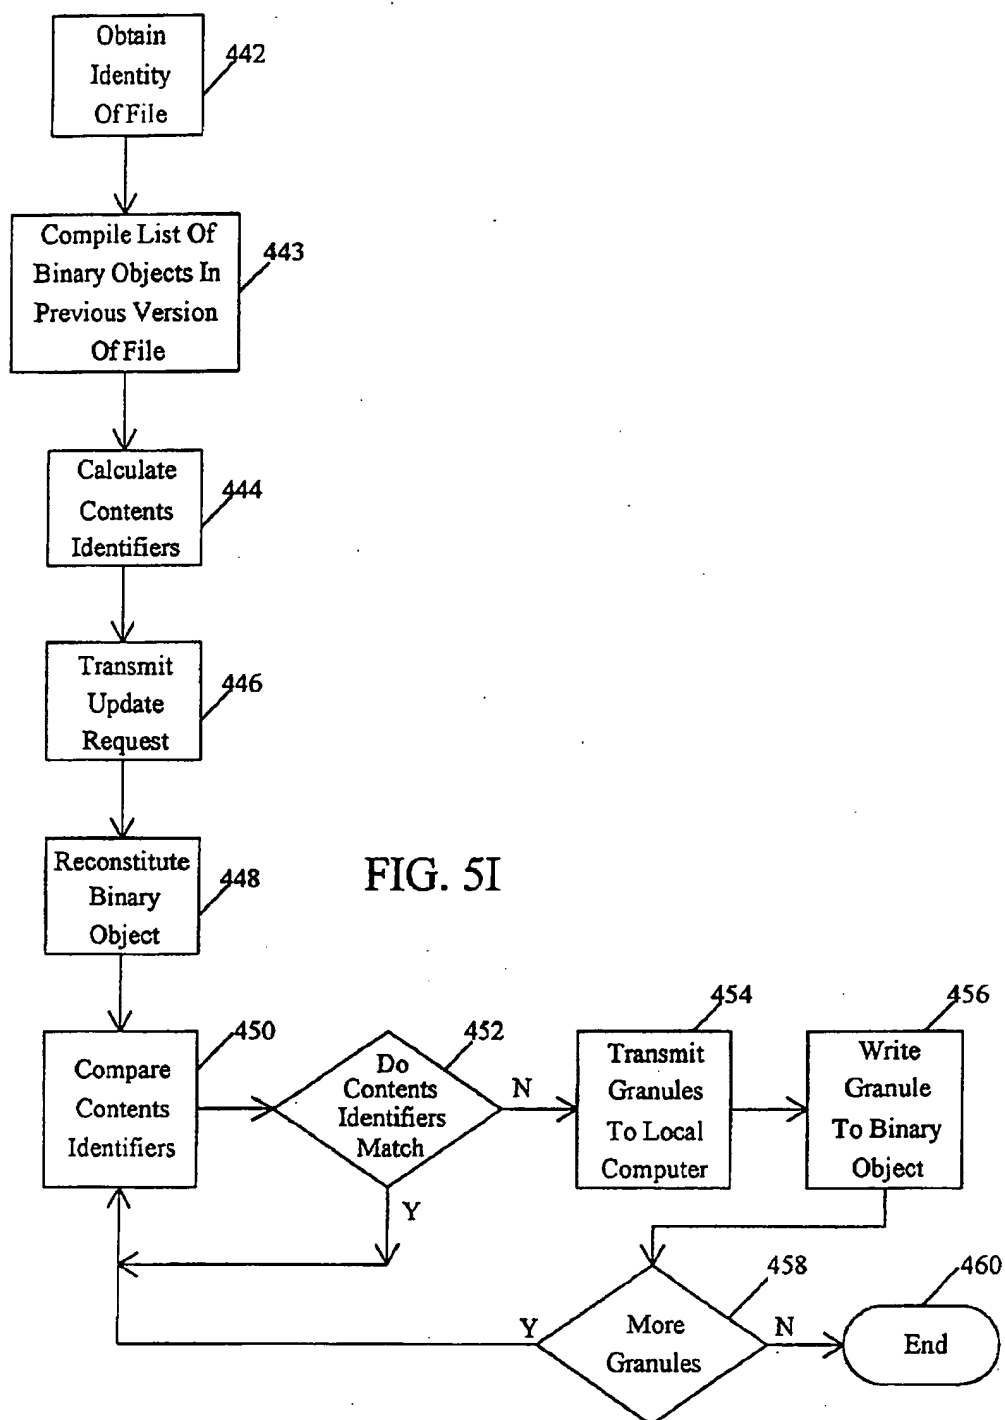 Obtain
Identity
Of File
442
Compile List Of
Binary Objects In
Previous Version
Of File
443
Calculate
Contents
Identifiers
444
Transmit
Update
Request
446
Reconstitute
Binary
Object
448
FIG. 5I
Compare
Contents
Identifiers
450
Do
Contents
Identifiers
Match
452
N
Y
Transmit
Granules
To Local
Computer
454
Write
Granule
To Binary
Object
456
More
Granules
458
Y
N
End
460